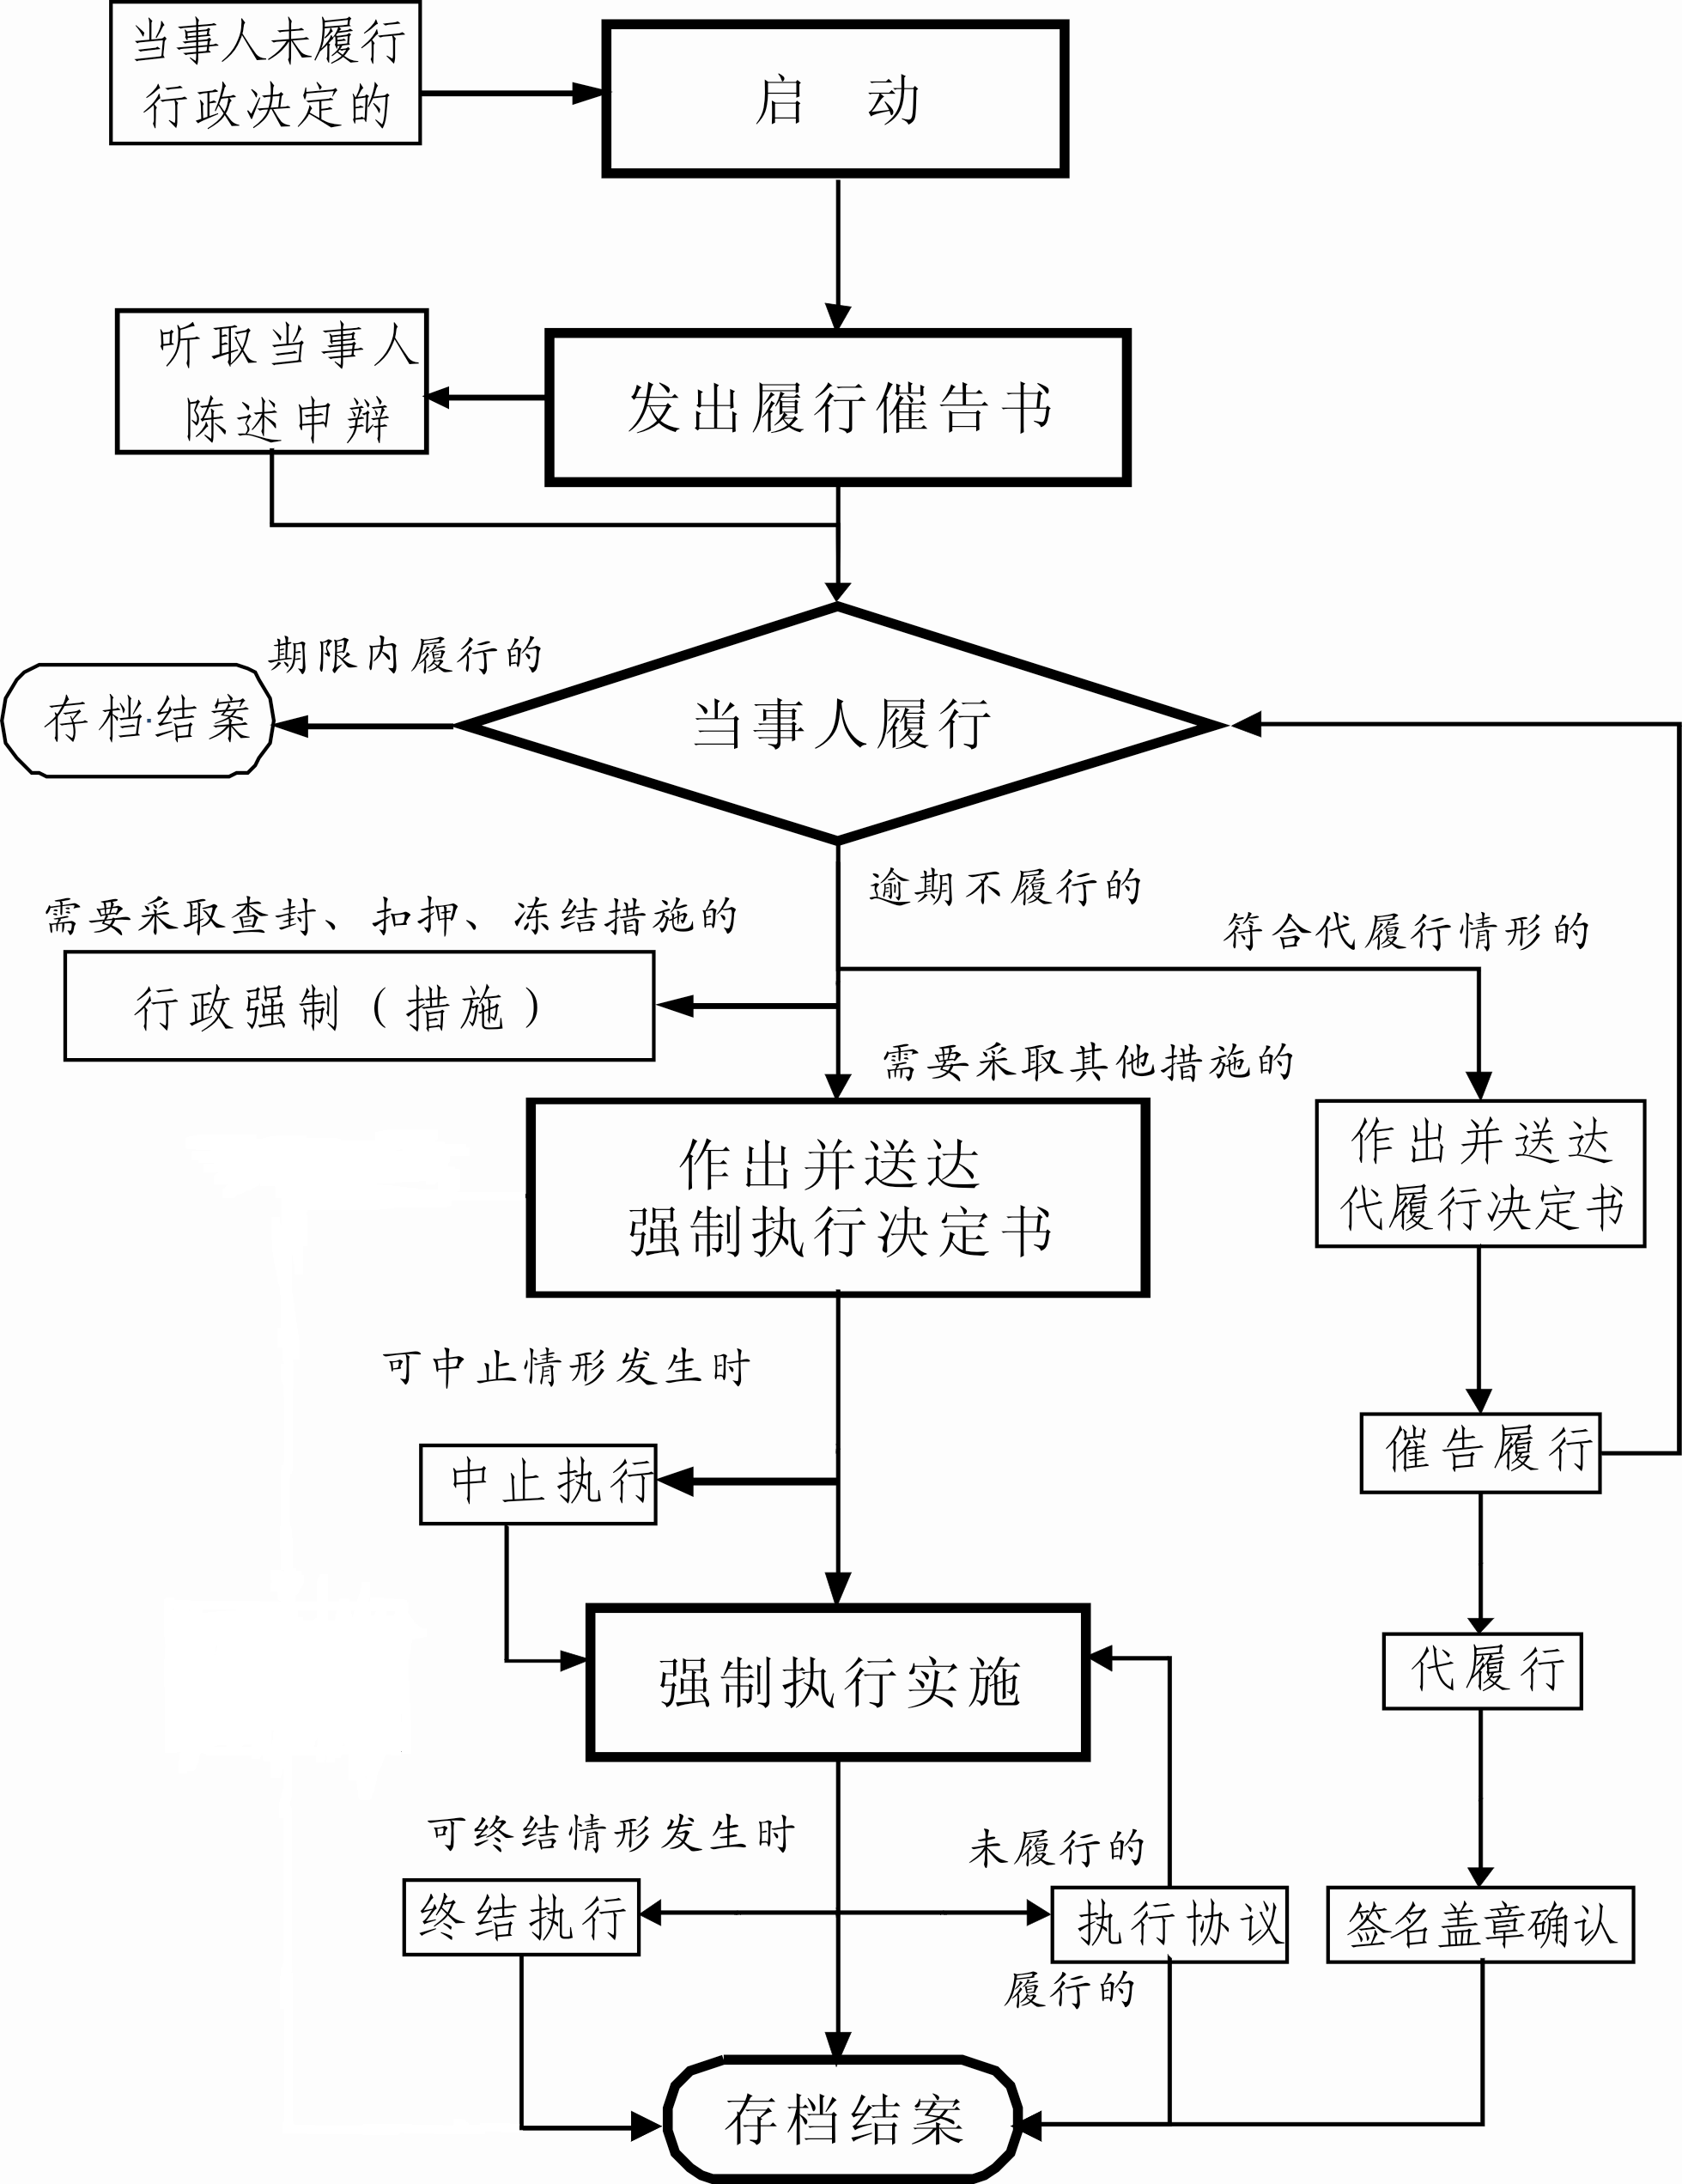 当事人未履行
行政决定的
启 动
听取当事人
陈述申辩
发出履行催告书
期限内履行的
存档·结案
当事人履行
逾期不履行的
需要采取查封、扣押、冻结措施的
符合代履行情形的
行政强制（措施）
需要采取其他措施的
作出并送达
强制执行决定书
作出并送达
代履行决定书
可中止情形发生时
中止执行
催告履行
强制执行实施
代履行
可终结情形发生时
未履行的
终结执行
执行协议
签名盖章确认
履行的
存档结案